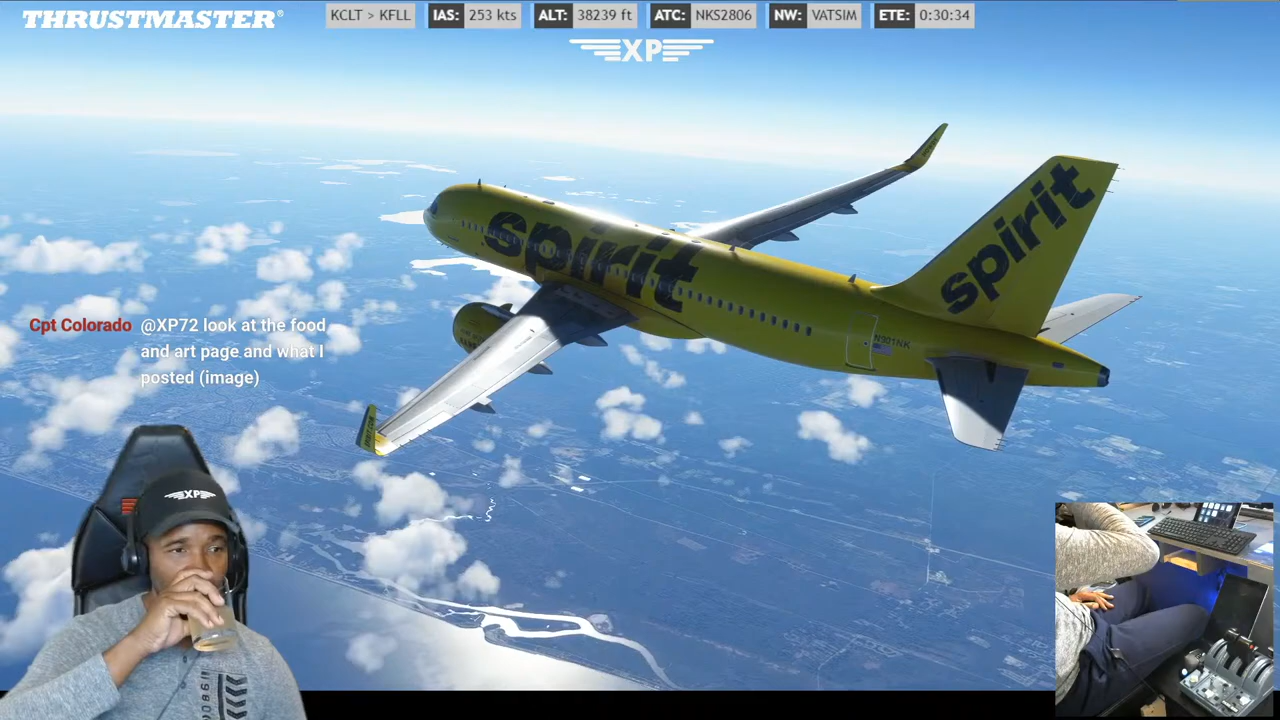 THRUSTMASTER®
KCLT > KFLL IAS: 253 kts ALT: 38239 ft ATC: NKS2806 NW: VATSIM ETE: 0:30:34
XP
spirit
spirit
N901NK
Cpt Colorado @XP72 look at the food
and art page and what I
posted (image)
XP